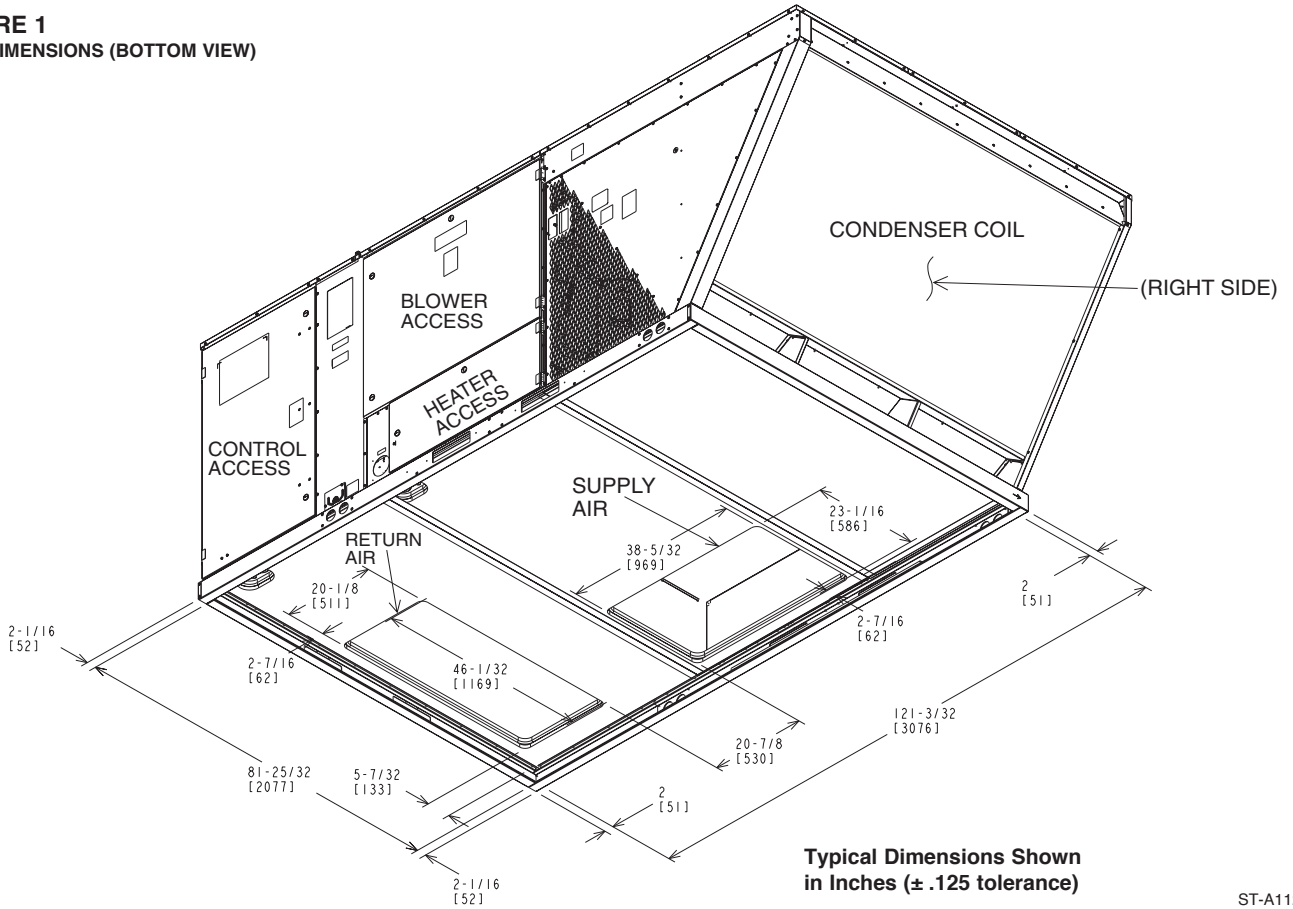 RE 1
IMENSIONS (BOTTOM VIEW)
CONDENSER COIL
(RIGHT SIDE)
BLOWER
ACCESS
HEATER
ACCESS
CONTROL
ACCESS
SUPPLY
AIR
23-1/16
[586]
38-5/32
[969]
RETURN
AIR
20-1/8
[511]
2
[51]
2-1/16
[52]
2-7/16
[62]
2-7/16
[62]
46-1/32
[1169]
121-3/32
[3076]
20-7/8
[530]
81-25/32
[2077]
5-7/32
[133]
2
[51]
2-1/16
[52]
Typical Dimensions Shown
in Inches (± .125 tolerance)
ST-A11